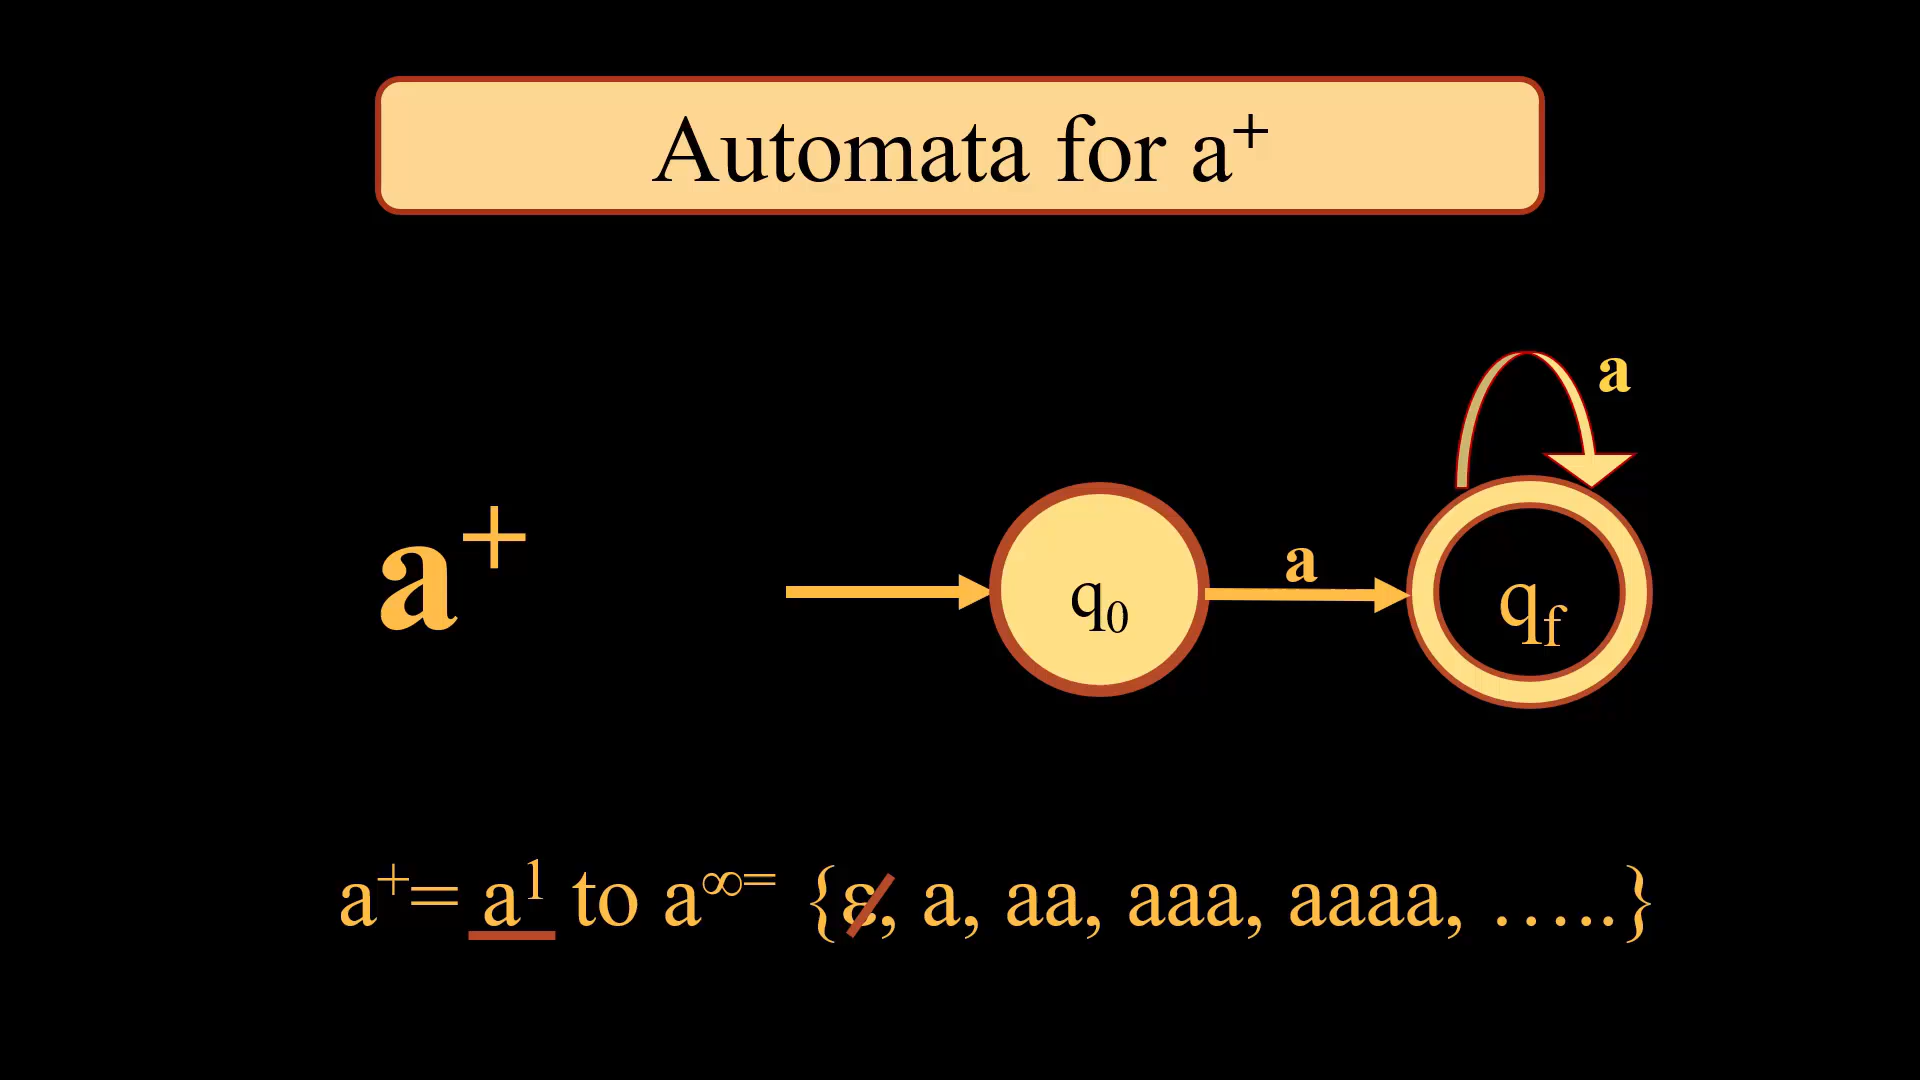 Automata for a⁺
a
a⁺
q₀
a
q_f
a⁺= a¹ to a^∞= {ε, a, aa, aaa, aaaa, …..}